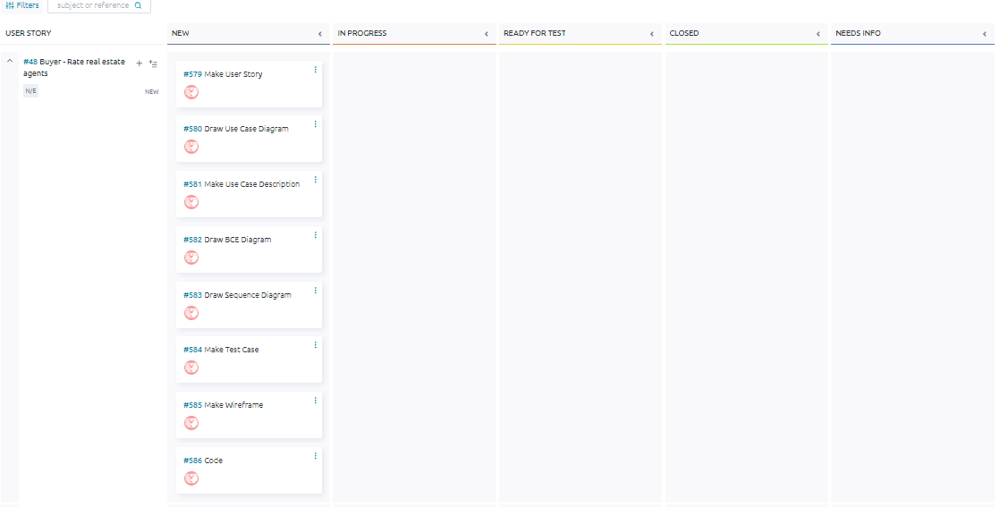 Filters
subject or reference
USER STORY
NEW
IN PROGRESS
READY FOR TEST
CLOSED
NEEDS INFO
#48 Buyer - Rate real estate
agents
N/E
NEW
#579 Make User Story
#580 Draw Use Case Diagram
#581 Make Use Case Description
#582 Draw BCE Diagram
#583 Draw Sequence Diagram
#584 Make Test Case
#585 Make Wireframe
#586 Code